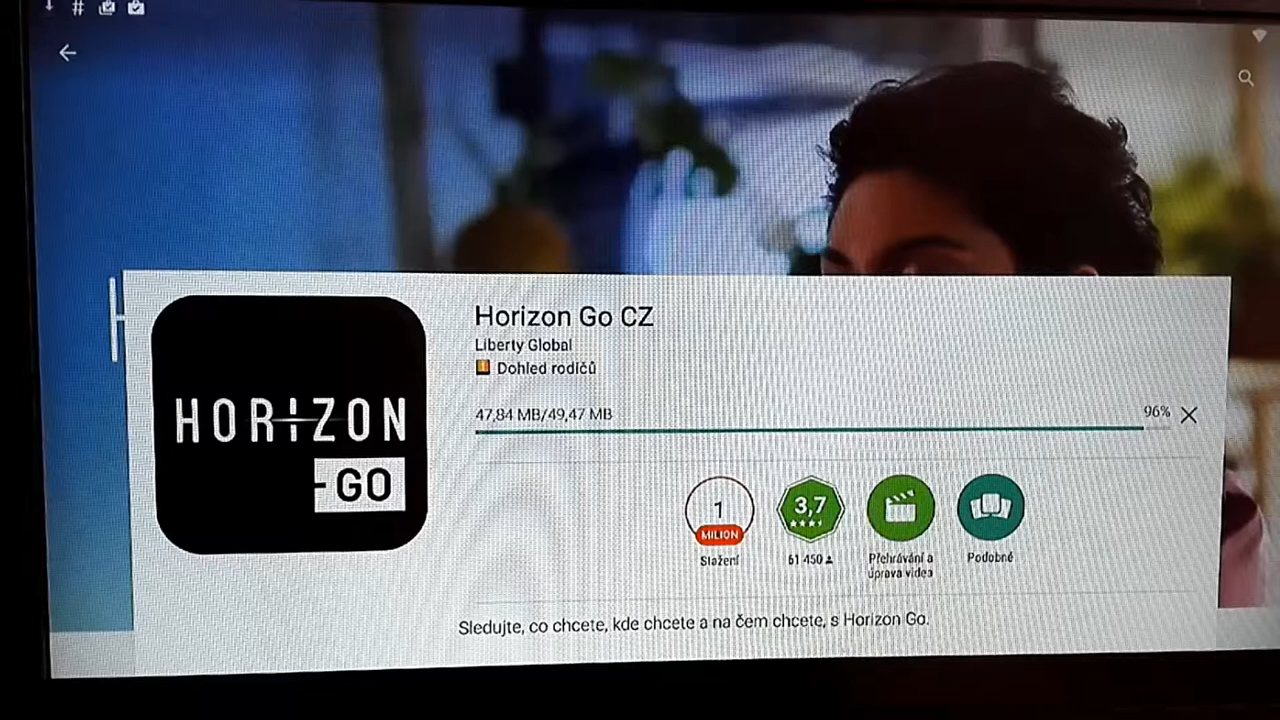 Horizon Go CZ
Liberty Global
Dohled rodičů
47,84 MB/49,47 MB
96%
HORIZON
GO
1
MILION
Stažení
3,7
61 450
Přehrávání a
úprava videa
Podobné
Sledujte, co chcete, kde chcete a na čem chcete, s Horizon Go.